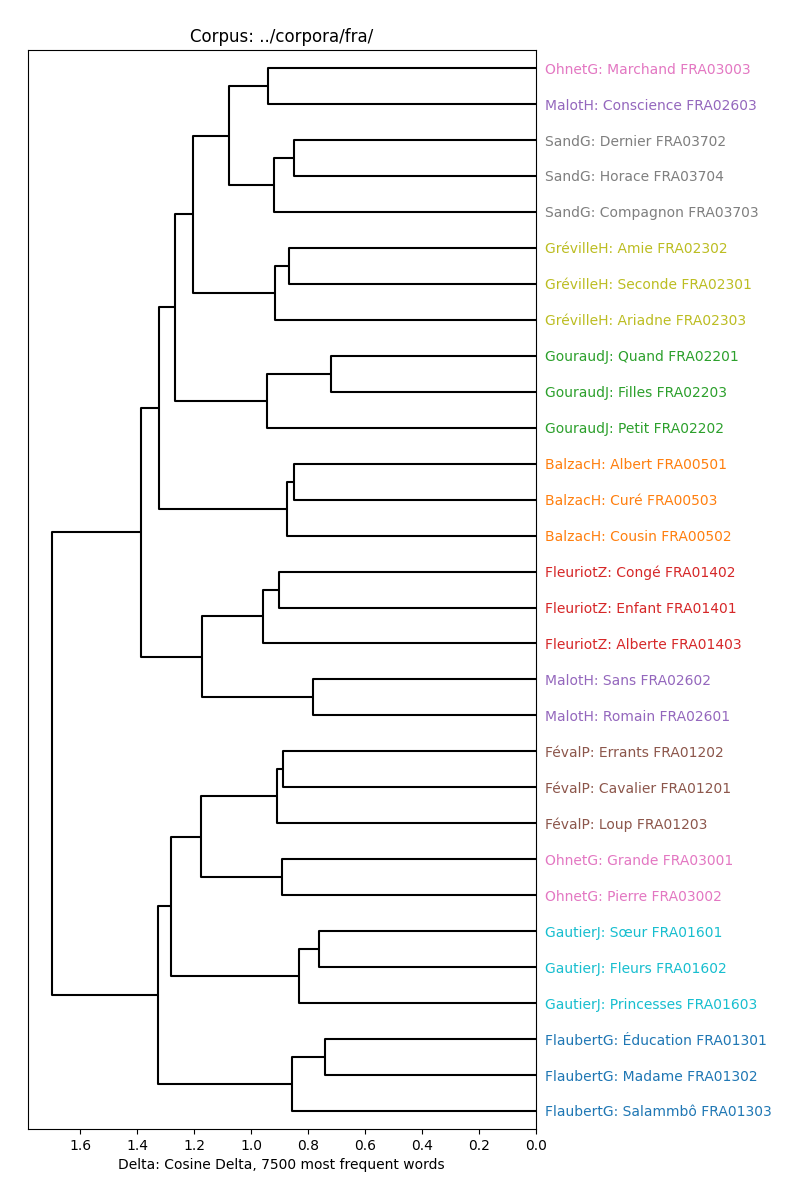 Corpus: ../corpora/fra/
OhnetG: Marchand FRA03003
MalotH: Conscience FRA02603
SandG: Dernier FRA03702
SandG: Horace FRA03704
SandG: Compagnon FRA03703
GrévilleH: Amie FRA02302
GrévilleH: Seconde FRA02301
GrévilleH: Ariadne FRA02303
GouraudJ: Quand FRA02201
GouraudJ: Filles FRA02203
GouraudJ: Petit FRA02202
BalzacH: Albert FRA00501
BalzacH: Curé FRA00503
BalzacH: Cousin FRA00502
FleuriotZ: Congé FRA01402
FleuriotZ: Enfant FRA01401
FleuriotZ: Alberte FRA01403
MalotH: Sans FRA02602
MalotH: Romain FRA02601
FévalP: Errants FRA01202
FévalP: Cavalier FRA01201
FévalP: Loup FRA01203
OhnetG: Grande FRA03001
OhnetG: Pierre FRA03002
GautierJ: Sœur FRA01601
GautierJ: Fleurs FRA01602
GautierJ: Princesses FRA01603
FlaubertG: Éducation FRA01301
FlaubertG: Madame FRA01302
FlaubertG: Salammbô FRA01303
1.6 1.4 1.2 1.0 0.8 0.6 0.4 0.2 0.0
Delta: Cosine Delta, 7500 most frequent words